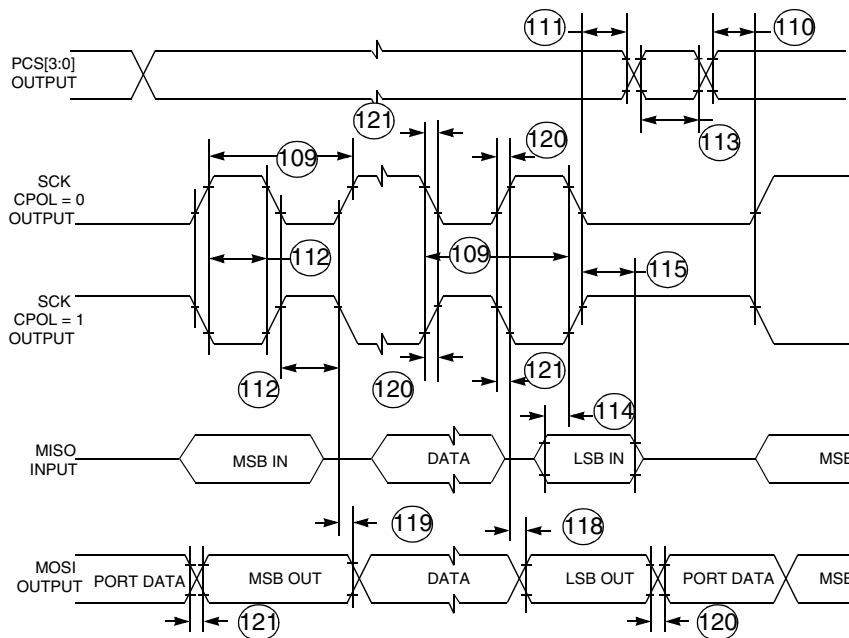 111
110
PCS[3:0]
OUTPUT
121
120
113
109
SCK
CPOL = 0
OUTPUT
112
109
115
SCK
CPOL = 1
OUTPUT
112
120
121
114
MISO
INPUT
MSB IN
DATA
LSB IN
MSB
119
118
MOSI
OUTPUT
PORT DATA
MSB OUT
DATA
LSB OUT
PORT DATA
MSB
121
120